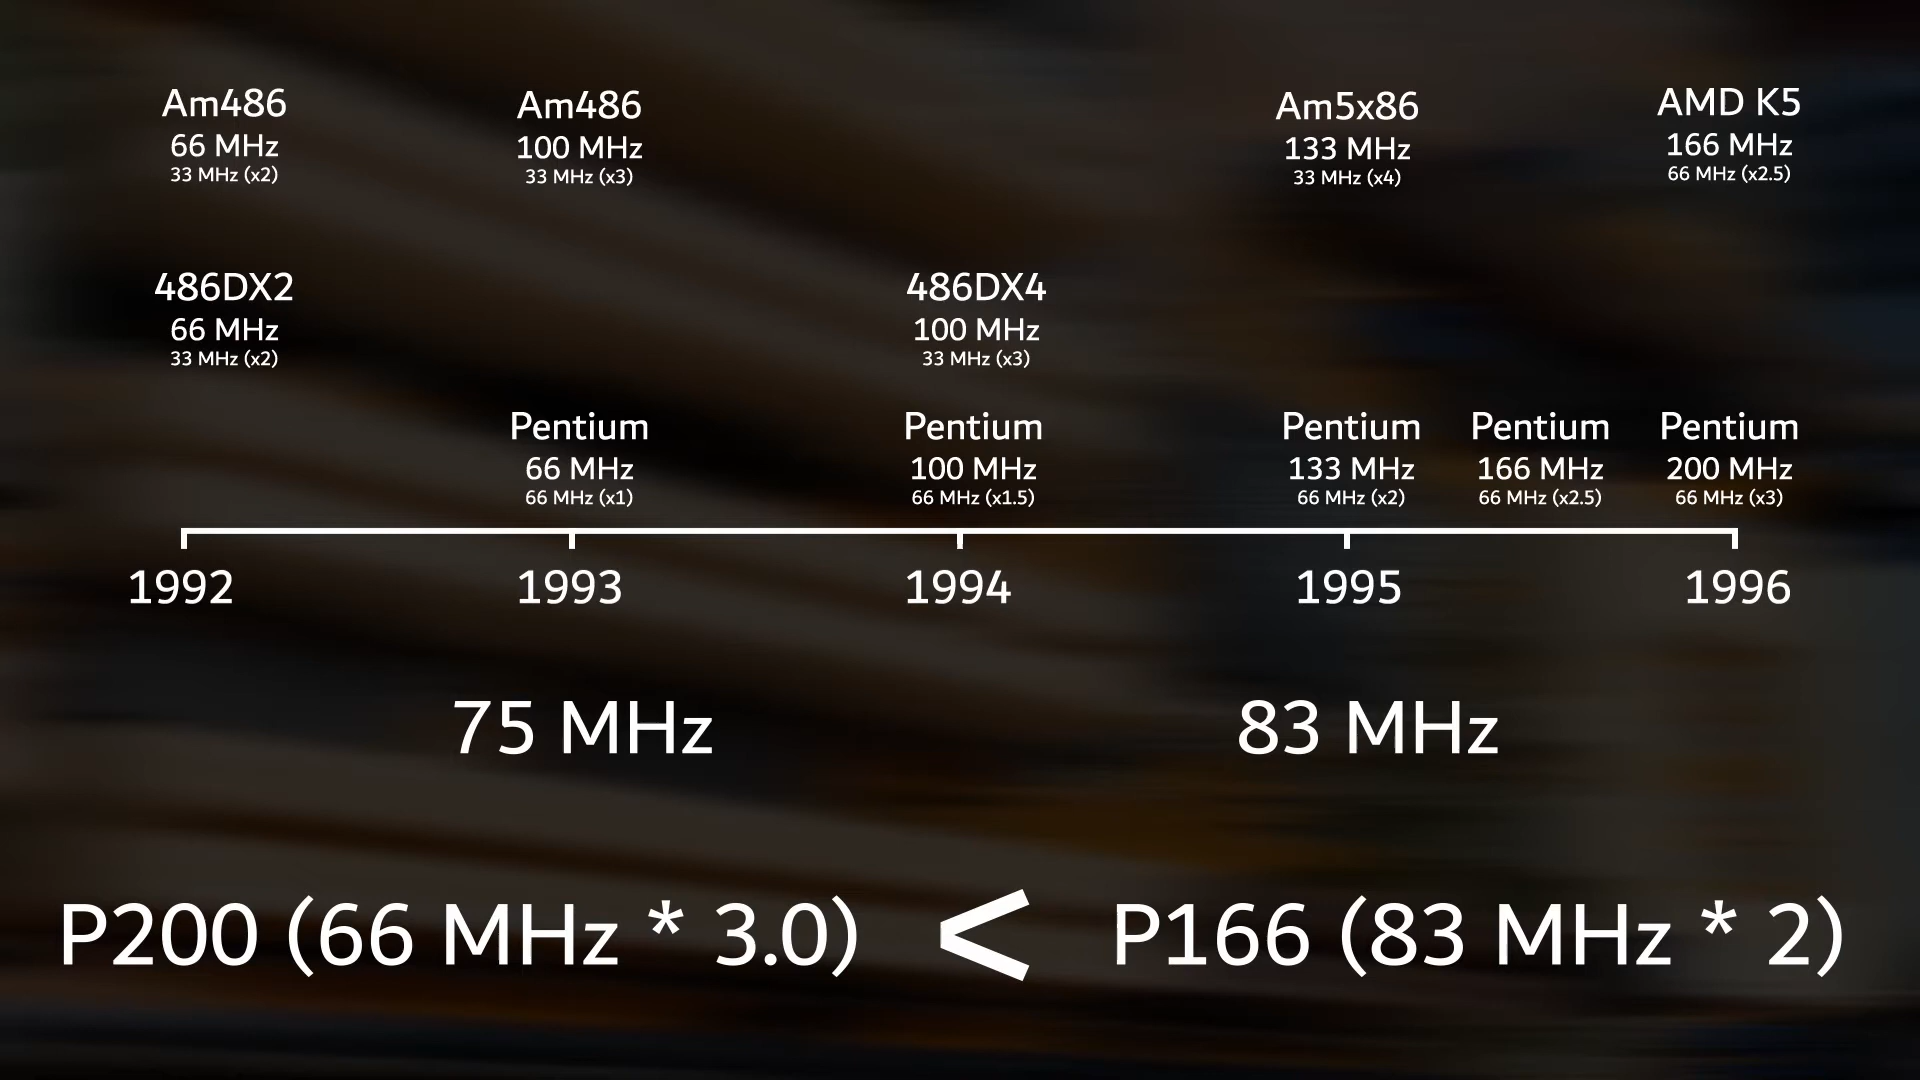 Am486
66 MHz
33 MHz (x2)
Am486
100 MHz
33 MHz (x3)
Am5x86
133 MHz
33 MHz (x4)
AMD K5
166 MHz
66 MHz (x2.5)
486DX2
66 MHz
33 MHz (x2)
486DX4
100 MHz
33 MHz (x3)
Pentium
66 MHz
66 MHz (x1)
Pentium
100 MHz
66 MHz (x1.5)
Pentium
133 MHz
66 MHz (x2)
Pentium
166 MHz
66 MHz (x2.5)
Pentium
200 MHz
66 MHz (x3)
1992
1993
1994
1995
1996
75 MHz
83 MHz
P200 (66 MHz * 3.0) < P166 (83 MHz * 2)